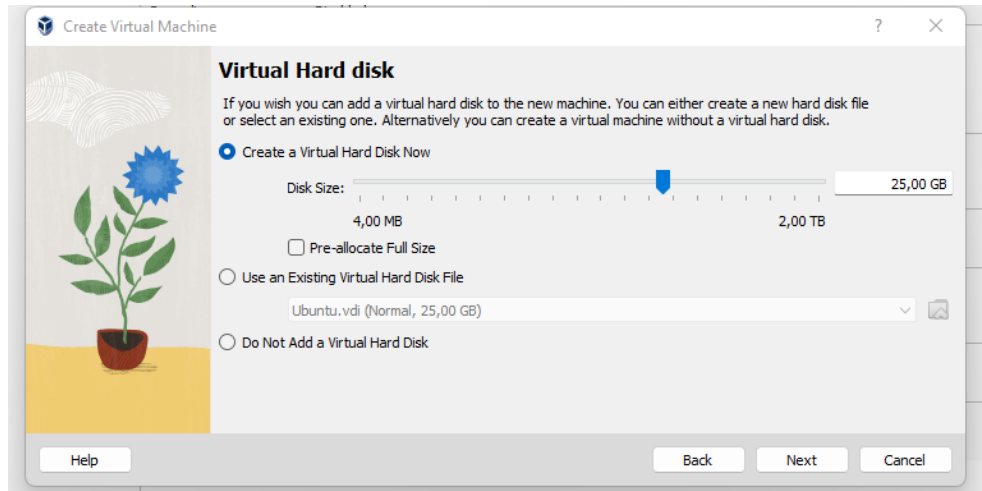 Create Virtual Machine
?
Virtual Hard disk
If you wish you can add a virtual hard disk to the new machine. You can either create a new hard disk file
or select an existing one. Alternatively you can create a virtual machine without a virtual hard disk.
Create a Virtual Hard Disk Now
Disk Size:
25,00 GB
4,00 MB
2,00 TB
Pre-allocate Full Size
Use an Existing Virtual Hard Disk File
Ubuntu.vdi (Normal, 25,00 GB)
Do Not Add a Virtual Hard Disk
Help
Back
Next
Cancel